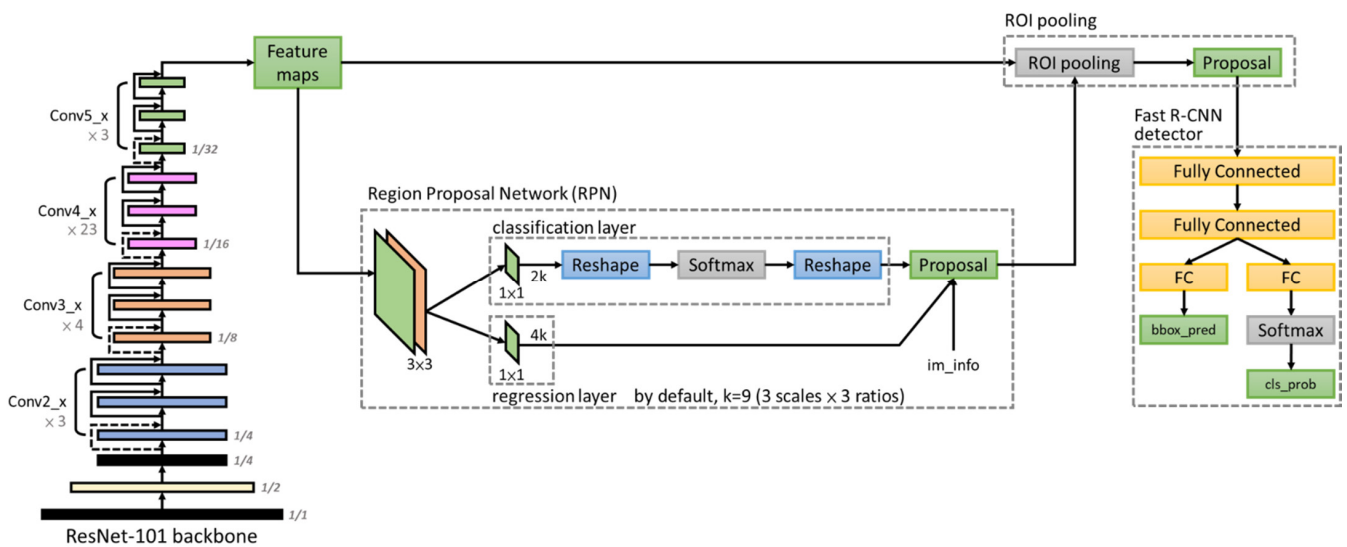 ROI pooling
Feature
maps
ROI pooling
Proposal
Conv5_x
× 3
1/32
Fast R-CNN
detector
Fully Connected
Fully Connected
FC
FC
bbox_pred
Softmax
cls_prob
Conv4_x
× 23
1/16
Region Proposal Network (RPN)
classification layer
2k
1×1
Reshape
Softmax
Reshape
Proposal
3×3
4k
1×1
im_info
regression layer by default, k=9 (3 scales × 3 ratios)
Conv3_x
× 4
1/8
Conv2_x
× 3
1/4
1/4
1/2
1/1
ResNet-101 backbone